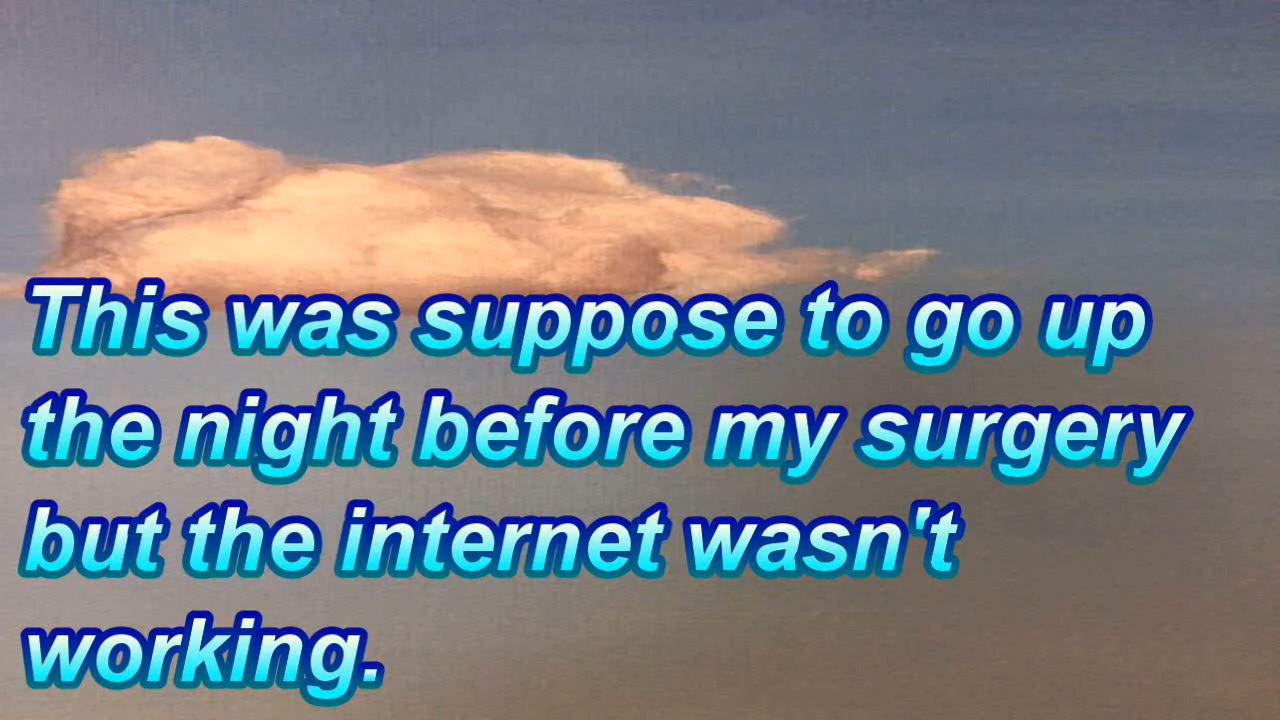 This was suppose to go up
the night before my surgery
but the internet wasn't
working.